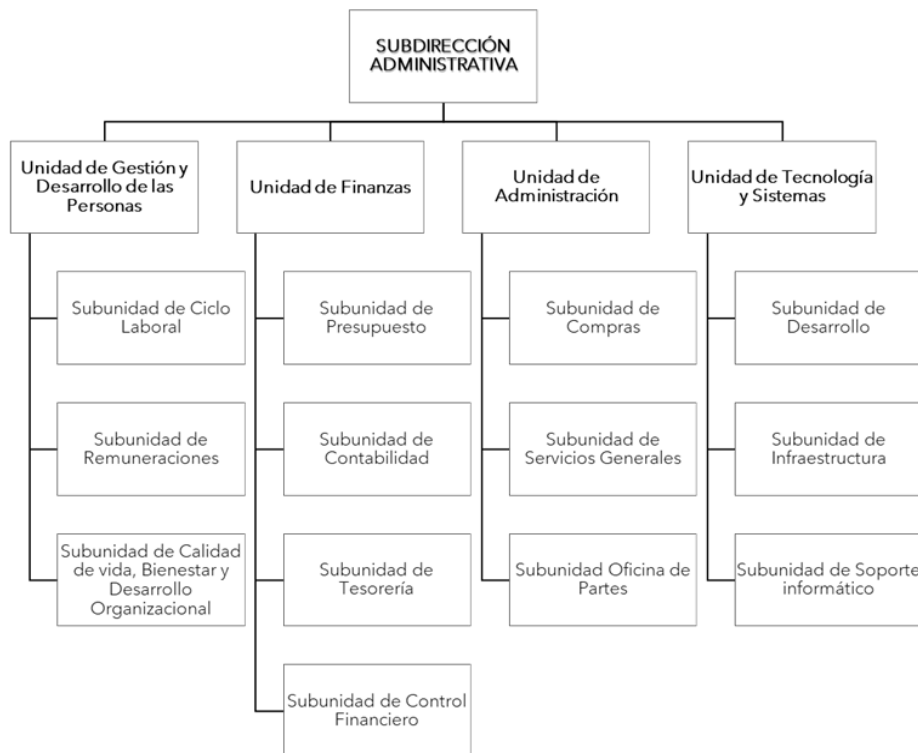 SUBDIRECCIÓN
ADMINISTRATIVA
Unidad de Gestión y
Desarrollo de las
Personas
Unidad de Finanzas
Unidad de
Administración
Unidad de Tecnología
y Sistemas
Subunidad de Ciclo
Laboral
Subunidad de
Presupuesto
Subunidad de
Compras
Subunidad de
Desarrollo
Subunidad de
Remuneraciones
Subunidad de
Contabilidad
Subunidad de
Servicios Generales
Subunidad de
Infraestructura
Subunidad de Calidad
de vida, Bienestar y
Desarrollo
Organizacional
Subunidad de
Tesorería
Subunidad Oficina de
Partes
Subunidad de Soporte
informático
Subunidad de Control
Financiero